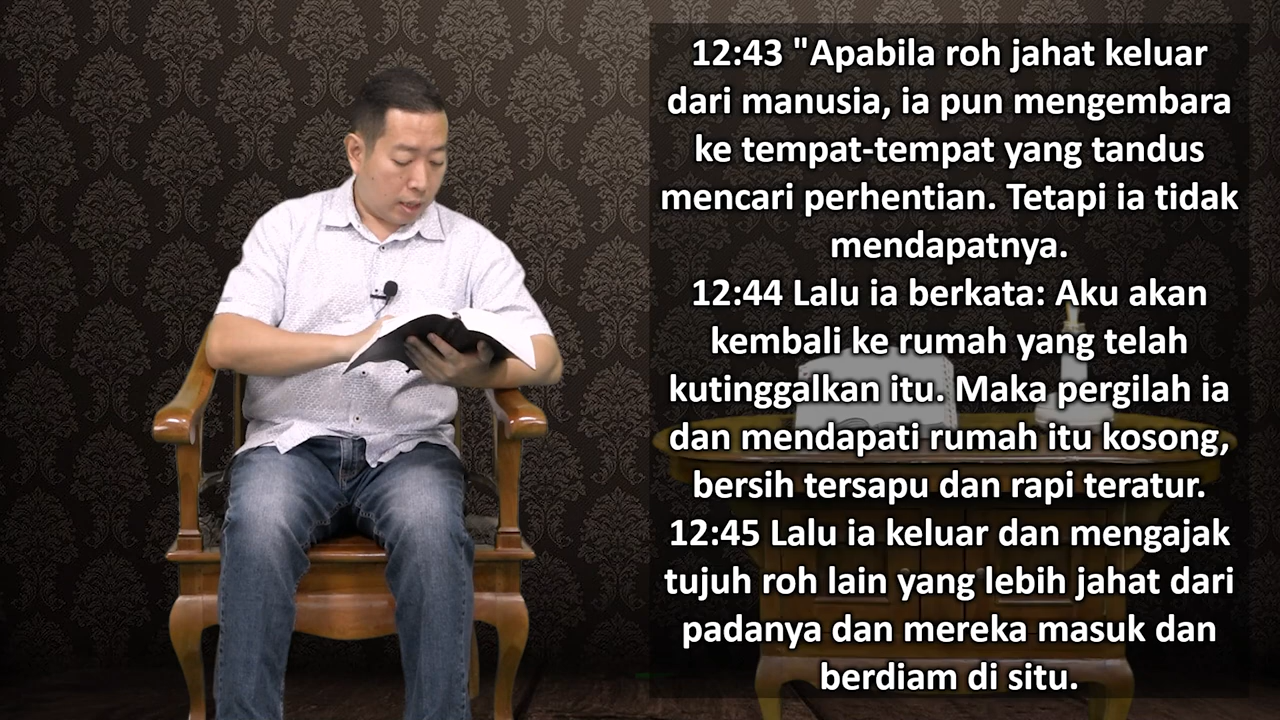 12:43 "Apabila roh jahat keluar
dari manusia, ia pun mengembara
ke tempat-tempat yang tandus
mencari perhentian. Tetapi ia tidak
mendapatnya.
12:44 Lalu ia berkata: Aku akan
kembali ke rumah yang telah
kutinggalkan itu. Maka pergilah ia
dan mendapati rumah itu kosong,
bersih tersapu dan rapi teratur.
12:45 Lalu ia keluar dan mengajak
tujuh roh lain yang lebih jahat dari
padanya dan mereka masuk dan
berdiam di situ.